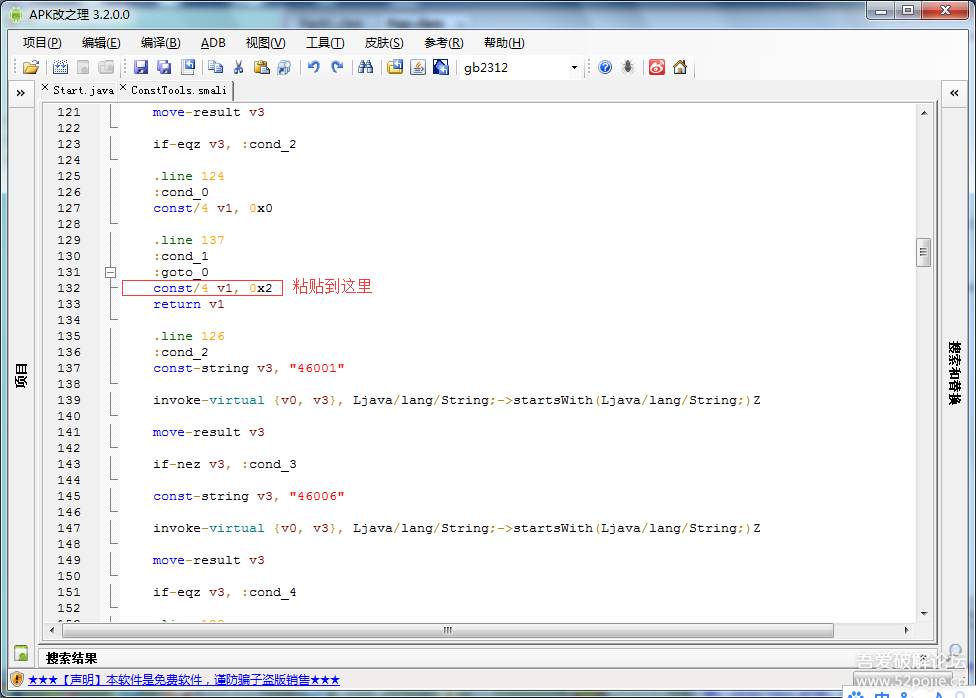 APK改之理 3.2.0.0
项目(P) 编辑(E) 编译(B) ADB 视图(V) 工具(T) 皮肤(S) 参考(R) 帮助(H)
gb2312
» × Start.java × ConstTools.smali «
121 move-result v3
122
123 if-eqz v3, :cond_2
124
125 .line 124
126 :cond_0
127 const/4 v1, 0x0
128
129 .line 137
130 :cond_1
131 :goto_0
132 const/4 v1, 0x2 粘贴到这里
133 return v1
134
135 .line 126
136 :cond_2
137 const-string v3, "46001"
138
139 invoke-virtual {v0, v3}, Ljava/lang/String;->startsWith(Ljava/lang/String;)Z
140
141 move-result v3
142
143 if-nez v3, :cond_3
144
145 const-string v3, "46006"
146
147 invoke-virtual {v0, v3}, Ljava/lang/String;->startsWith(Ljava/lang/String;)Z
148
149 move-result v3
150
151 if-eqz v3, :cond_4
152
项目
搜索和替换
搜索结果
★★★【声明】本软件是免费软件，谨防骗子盗版销售★★★
吾爱破解论坛
www.52pojie.cn